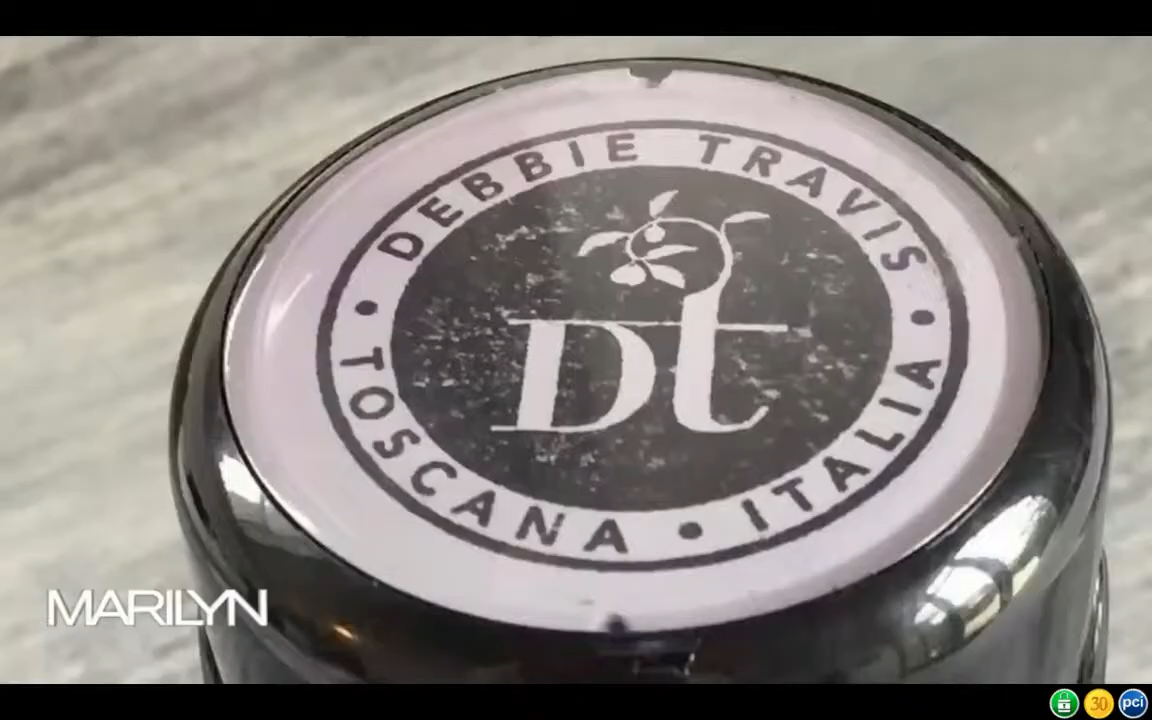 DEBBIE TRAVIS
DT
TOSCANA • ITALIA
MARILYN
30
pci